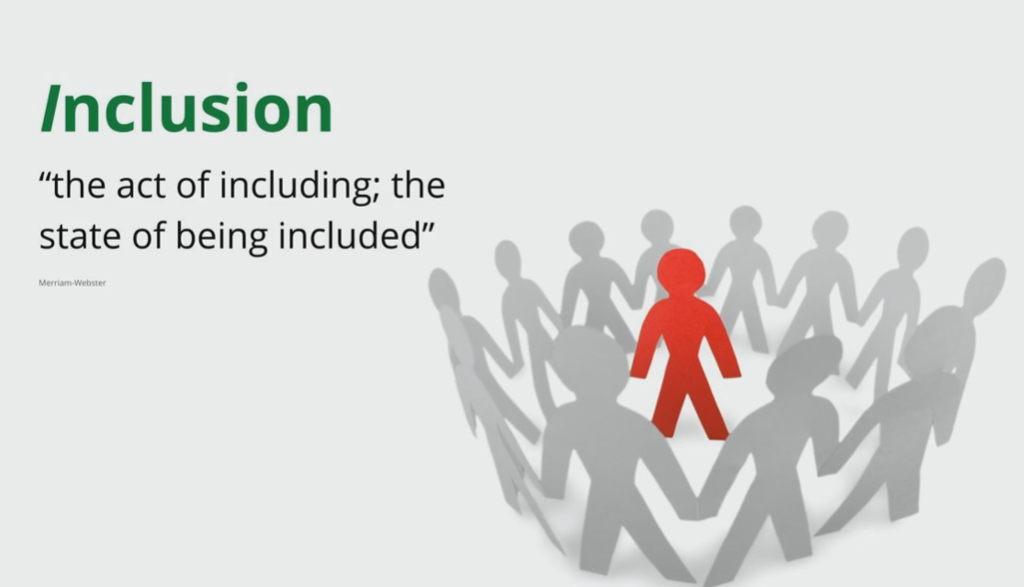 Inclusion
“the act of including; the
state of being included”
Merriam-Webster